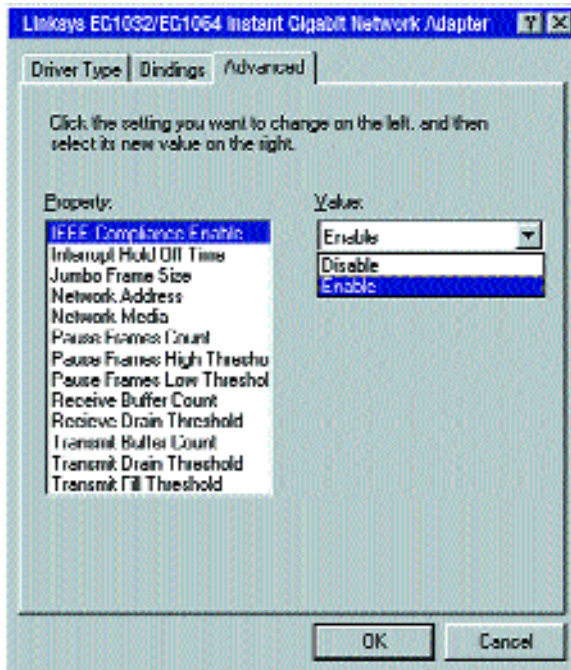 Linksys EG1032/EG1064 Instant Gigabit Network Adapter
Driver Type Bindings Advanced
Click the setting you want to change on the left, and then
select its new value on the right.
Property: Value:
IEEE Compliance Enable Enable
Interrupt Hold Off Time Disable
Jumbo Frame Size Enable
Network Address
Network Media
Pause Frames Count
Pause Frames High Thresho
Pause Frames Low Threshol
Receive Buffer Count
Recieve Drain Threshold
Transmit Buffer Count
Transmit Drain Threshold
Transmit Fill Threshold
OK Cancel